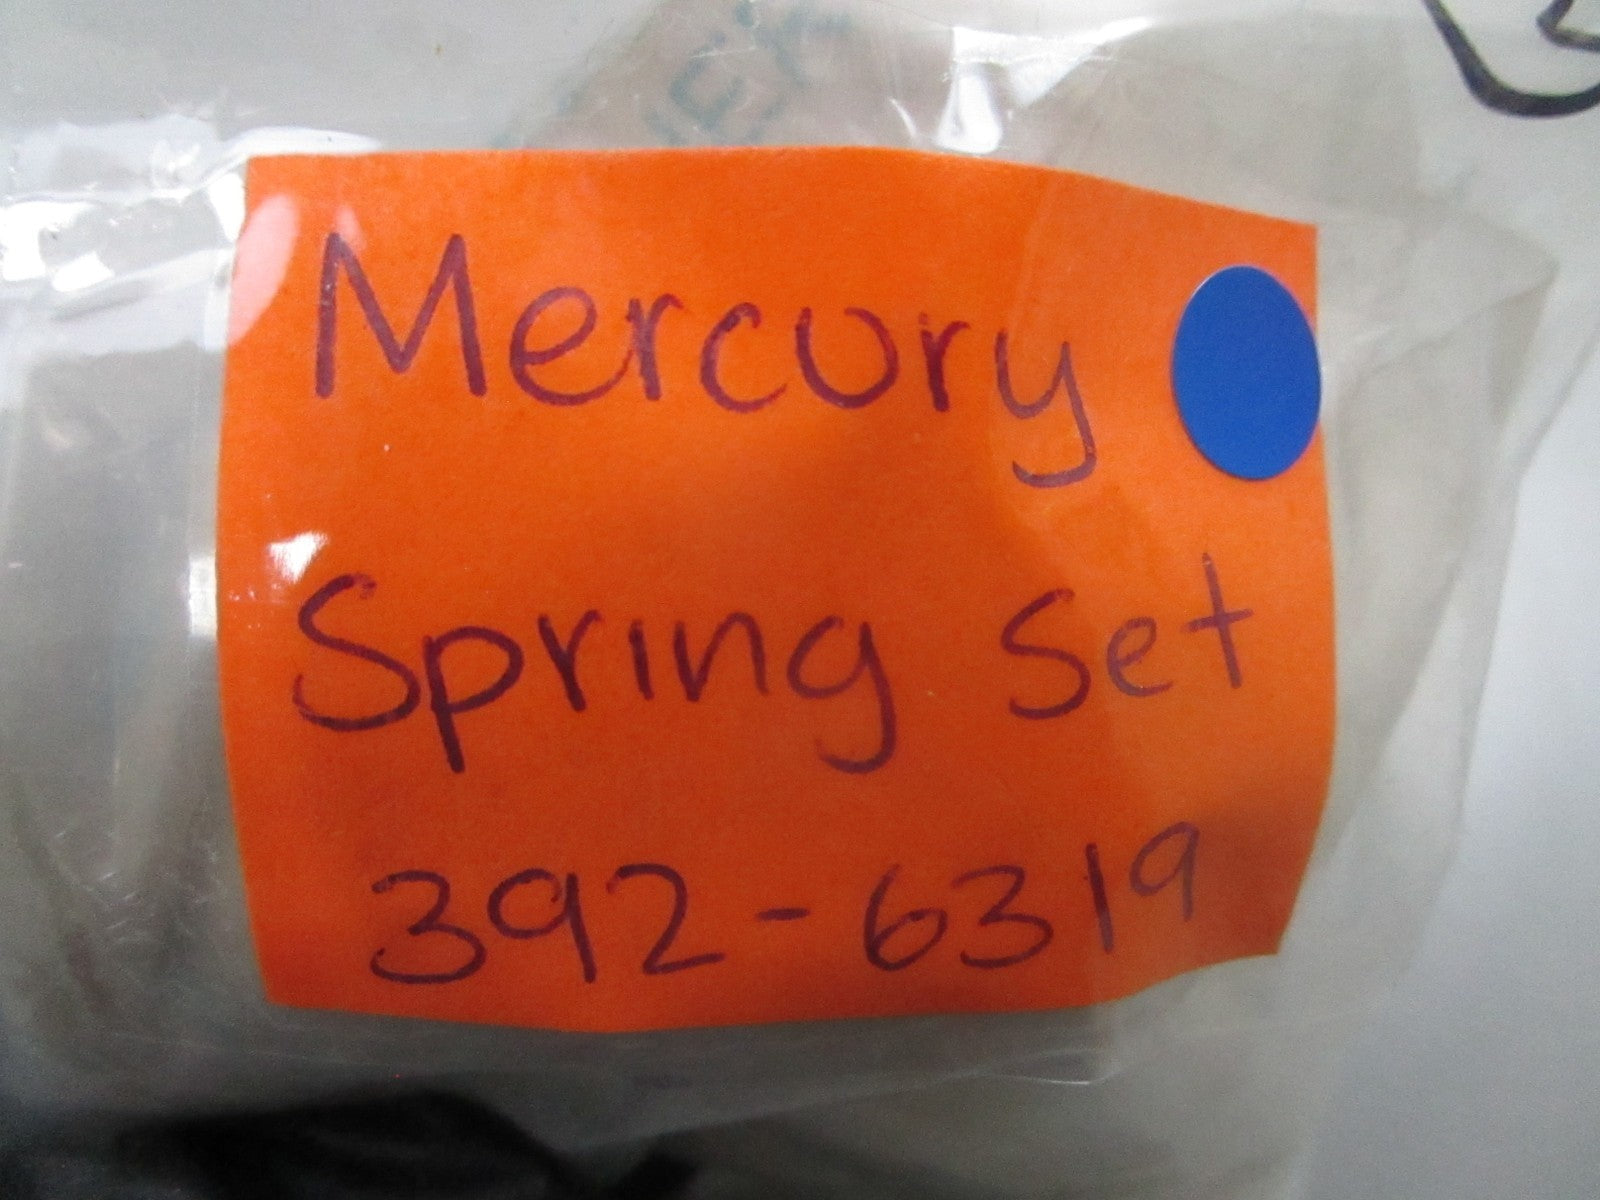 Mercury
Spring Set
392-6319